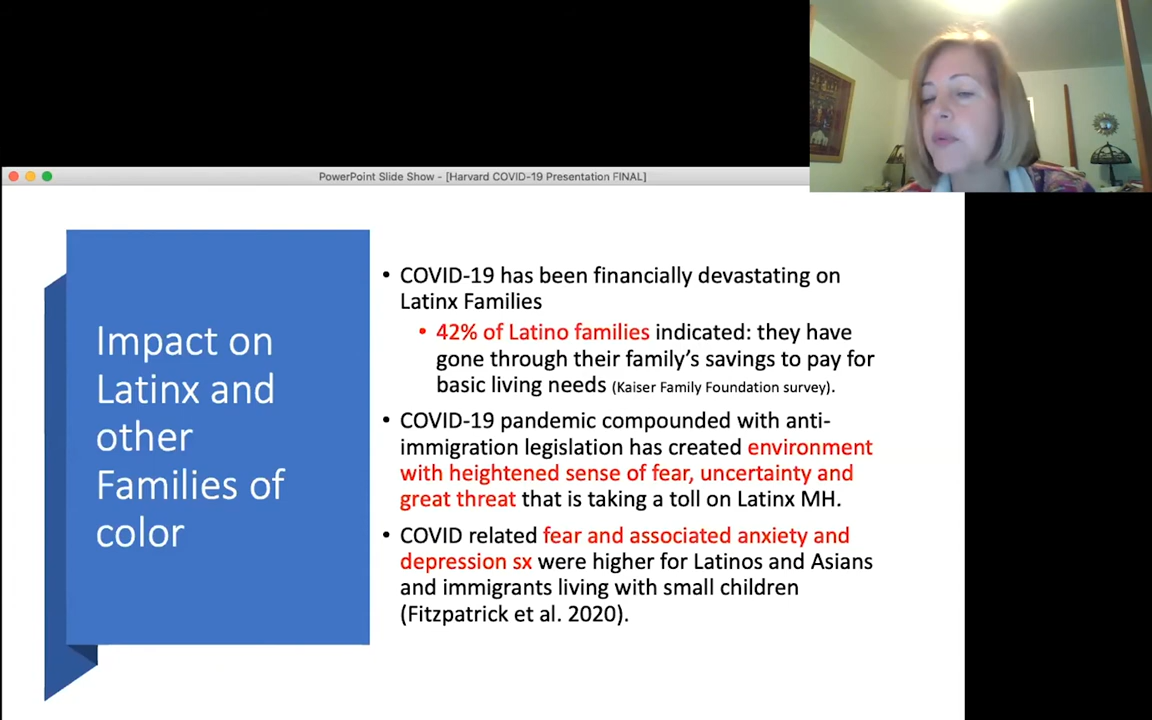 PowerPoint Slide Show - [Harvard COVID-19 Presentation FINAL]
Impact on
Latinx and
other
Families of
color
• COVID-19 has been financially devastating on
Latinx Families
• 42% of Latino families indicated: they have
gone through their family’s savings to pay for
basic living needs (Kaiser Family Foundation survey).
• COVID-19 pandemic compounded with anti-
immigration legislation has created environment
with heightened sense of fear, uncertainty and
great threat that is taking a toll on Latinx MH.
• COVID related fear and associated anxiety and
depression sx were higher for Latinos and Asians
and immigrants living with small children
(Fitzpatrick et al. 2020).